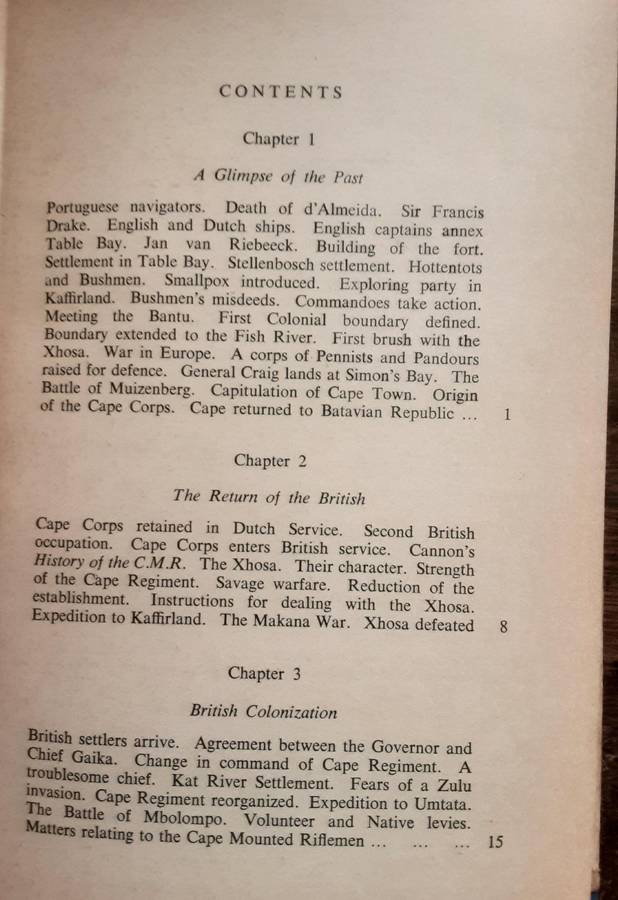 CONTENTS
Chapter 1
A Glimpse of the Past
Portuguese navigators. Death of d'Almeida. Sir Francis
Drake. English and Dutch ships. English captains annex
Table Bay. Jan van Riebeeck. Building of the fort.
Settlement in Table Bay. Stellenbosch settlement. Hottentots
and Bushmen. Smallpox introduced. Exploring party in
Kaffirland. Bushmen's misdeeds. Commandoes take action.
Meeting the Bantu. First Colonial boundary defined.
Boundary extended to the Fish River. First brush with the
Xhosa. War in Europe. A corps of Pennists and Pandours
raised for defence. General Craig lands at Simon's Bay. The
Battle of Muizenberg. Capitulation of Cape Town. Origin
of the Cape Corps. Cape returned to Batavian Republic ... 1
Chapter 2
The Return of the British
Cape Corps retained in Dutch Service. Second British
occupation. Cape Corps enters British service. Cannon's
History of the C.M.R. The Xhosa. Their character. Strength
of the Cape Regiment. Savage warfare. Reduction of the
establishment. Instructions for dealing with the Xhosa.
Expedition to Kaffirland. The Makana War. Xhosa defeated 8
Chapter 3
British Colonization
British settlers arrive. Agreement between the Governor and
Chief Gaika. Change in command of Cape Regiment. A
troublesome chief. Kat River Settlement. Fears of a Zulu
invasion. Cape Regiment reorganized. Expedition to Umtata.
The Battle of Mbolompo. Volunteer and Native levies.
Matters relating to the Cape Mounted Riflemen ... ... ... 15